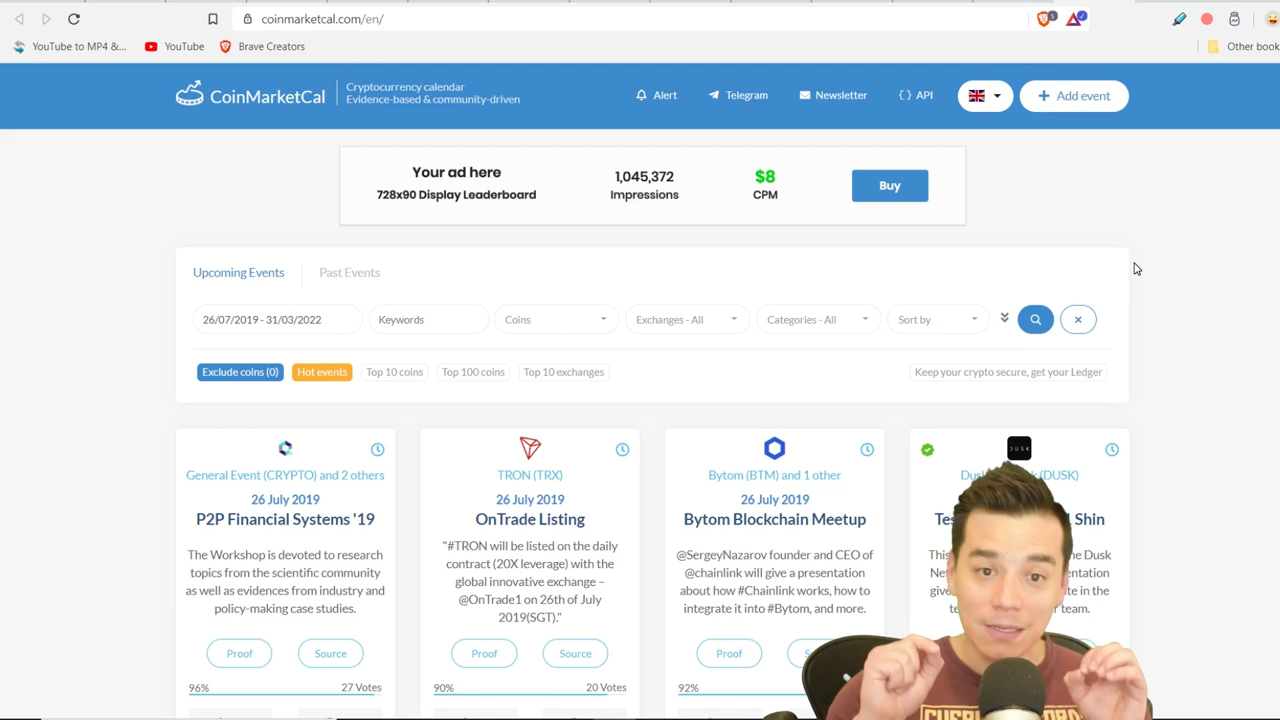 coinmarketcal.com/en/
5
YouTube to MP4 &...
YouTube
Brave Creators
Other book
CoinMarketCal
Cryptocurrency calendar
Evidence-based & community-driven
Alert
Telegram
Newsletter
API
Add event
Your ad here
728x90 Display Leaderboard
1,045,372
Impressions
$8
CPM
Buy
Upcoming Events
Past Events
26/07/2019 - 31/03/2022
Keywords
Coins
Exchanges - All
Categories - All
Sort by
Exclude coins (0)
Hot events
Top 10 coins
Top 100 coins
Top 10 exchanges
Keep your crypto secure, get your Ledger
General Event (CRYPTO) and 2 others
26 July 2019
P2P Financial Systems '19
The Workshop is devoted to research
topics from the scientific community
as well as evidences from industry and
policy-making case studies.
Proof
Source
96%
27 Votes
TRON (TRX)
26 July 2019
OnTrade Listing
"#TRON will be listed on the daily
contract (20X leverage) with the
global innovative exchange –
@OnTrade1 on 26th of July
2019(SGT)."
Proof
Source
90%
20 Votes
Bytom (BTM) and 1 other
26 July 2019
Bytom Blockchain Meetup
@SergeyNazarov founder and CEO of
@chainlink will give a presentation
about how #Chainlink works, how to
integrate it into #Bytom, and more.
Proof
92%
DUSK
(DUSK)
Shin
This
the Dusk
in the
team.